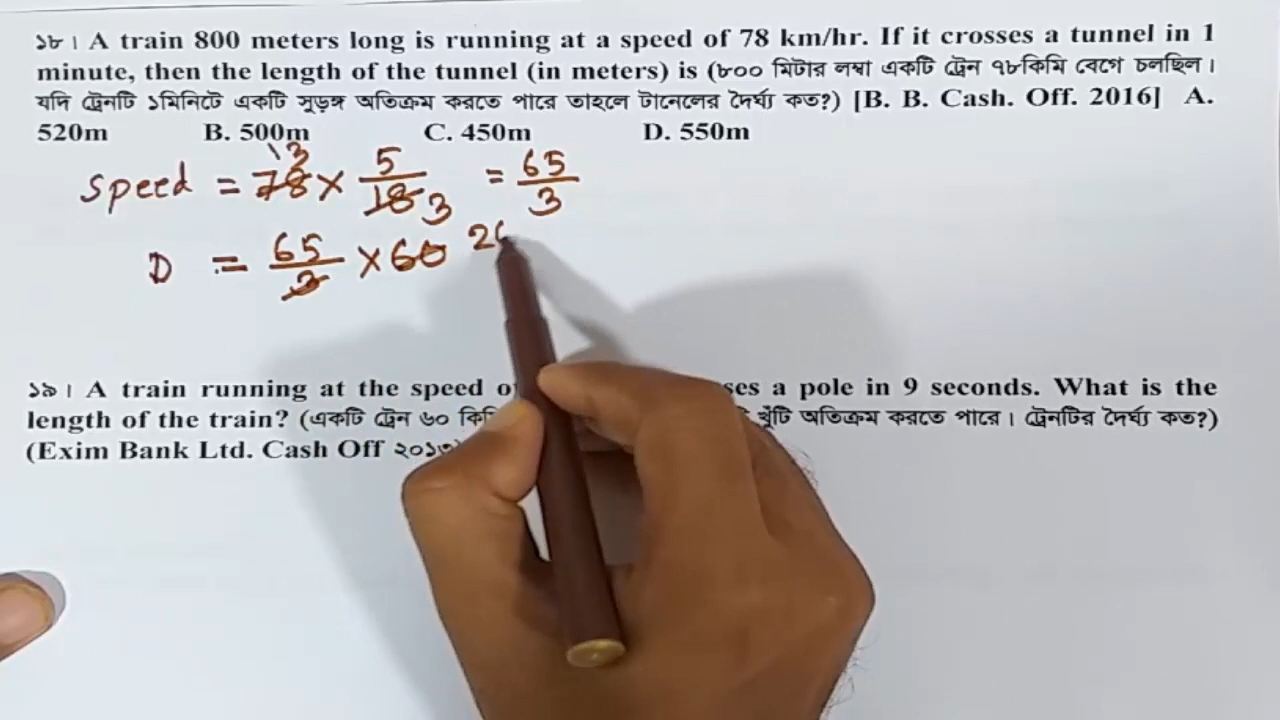 ১৮। A train 800 meters long is running at a speed of 78 km/hr. If it crosses a tunnel in 1
minute, then the length of the tunnel (in meters) is (৮০০ মিটার লম্বা একটি ট্রেন ৭৮কিমি বেগে চলছিল।
যদি ট্রেনটি ১মিনিটে একটি সুড়ঙ্গ অতিক্রম করতে পারে তাহলে টানেলের দৈর্ঘ্য কত?) [B. B. Cash. Off. 2016] A.
520m B. 500m C. 450m D. 550m
13
Speed = 78 × 5/18 3 = 65/3
D = 65/3 × 60 20
১৯। A train running at the speed ses a pole in 9 seconds. What is the
length of the train? (একটি ট্রেন ৬০ খুঁটি অতিক্রম করতে পারে। ট্রেনটির দৈর্ঘ্য কত?)
(Exim Bank Ltd. Cash Off ২০১৩)